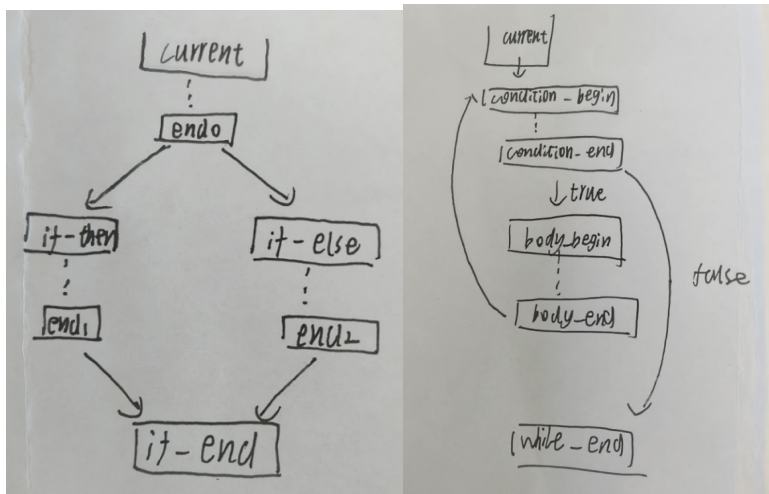 current
end0
if-then
if-else
end1
end2
if-end
current
condition_begin
condition_end
true
body_begin
false
body_end
while_end